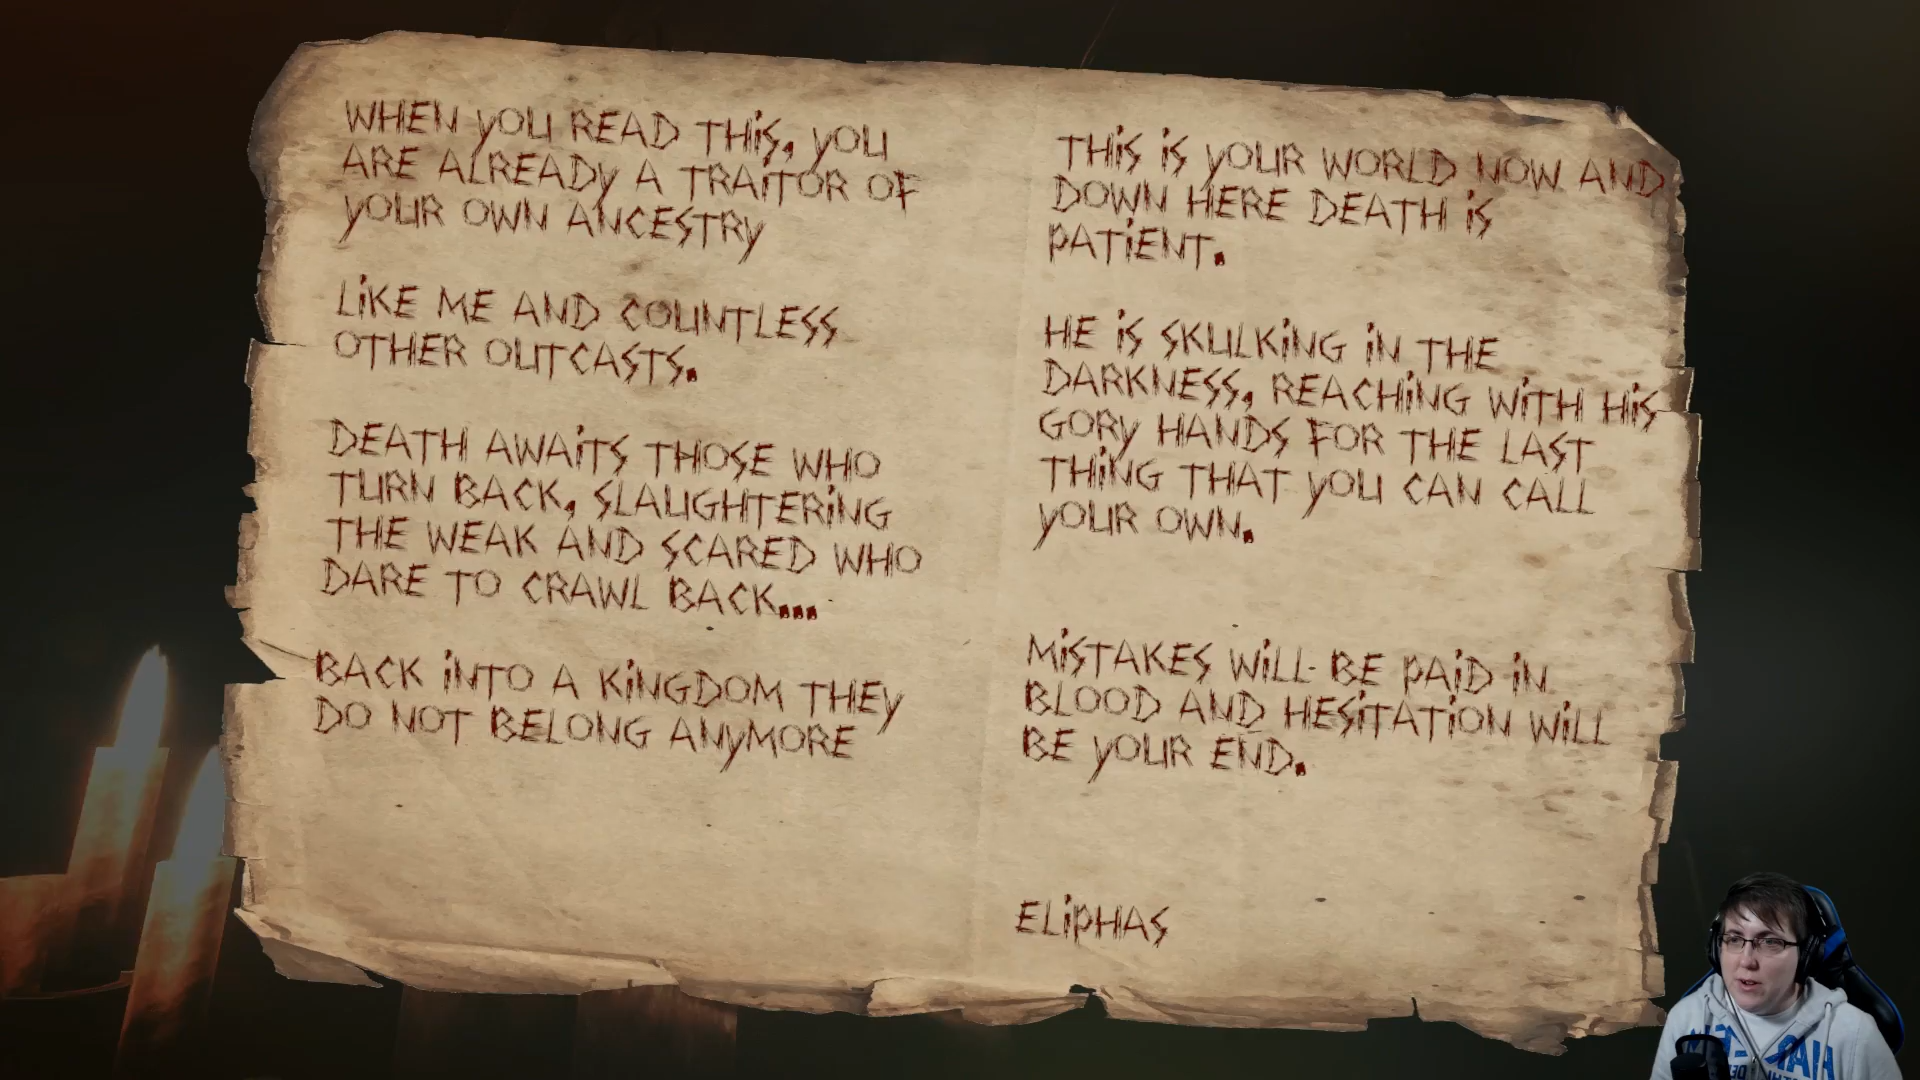 WHEN YOU READ THIS, YOU
ARE ALREADY A TRAITOR OF
YOUR OWN ANCESTRY
LIKE ME AND COUNTLESS
OTHER OUTCASTS.
DEATH AWAITS THOSE WHO
TURN BACK, SLAUGHTERING
THE WEAK AND SCARED WHO
DARE TO CRAWL BACK...
BACK INTO A KINGDOM THEY
DO NOT BELONG ANYMORE
THIS IS YOUR WORLD NOW AND
DOWN HERE DEATH IS
PATIENT.
HE IS SKULKING IN THE
DARKNESS, REACHING WITH HIS
GORY HANDS FOR THE LAST
THING THAT YOU CAN CALL
YOUR OWN.
MISTAKES WILL BE PAID IN
BLOOD AND HESITATION WILL
BE YOUR END.
ELIPHAS